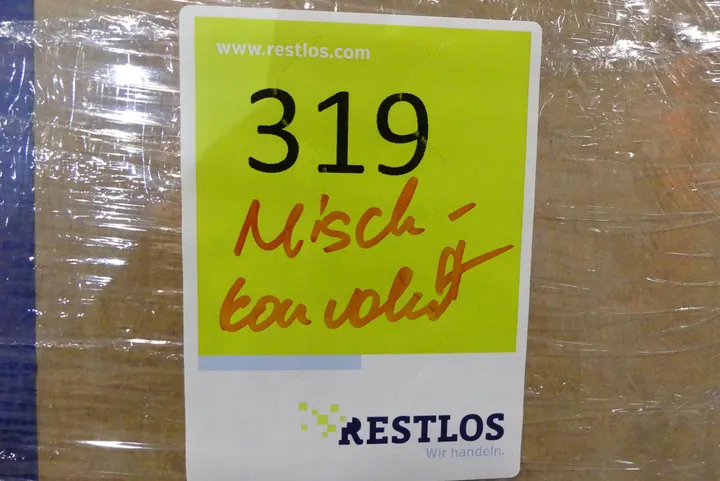 www.restlos.com
319
Misch-
konvolut
RESTLOS
Wir handeln.